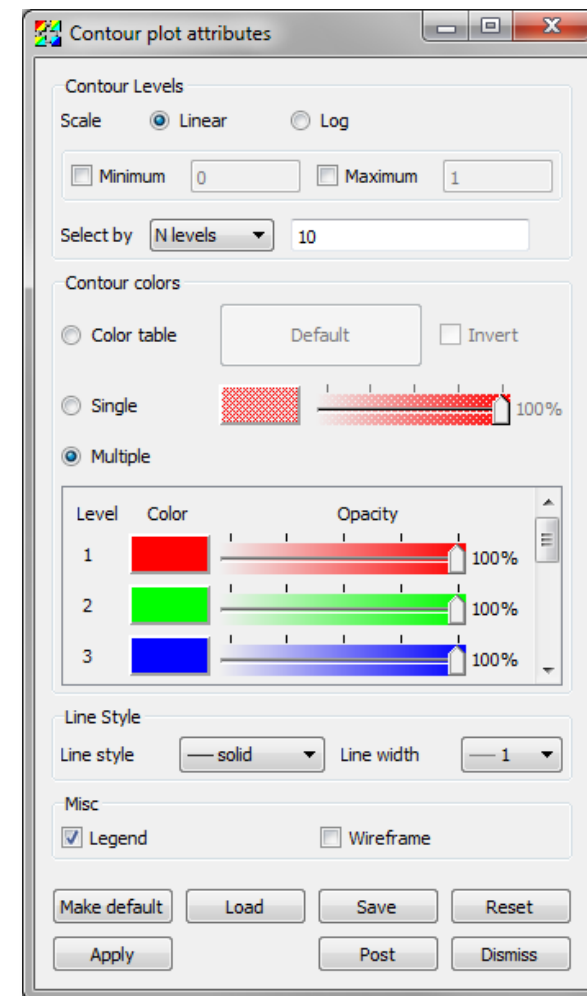 Contour plot attributes
Contour Levels
Scale Linear Log
Minimum 0 Maximum 1
Select by N levels 10
Contour colors
Color table Default Invert
Single 100%
Multiple
Level Color Opacity
1 100%
2 100%
3 100%
Line Style
Line style solid Line width 1
Misc
Legend Wireframe
Make default Load Save Reset
Apply Post Dismiss